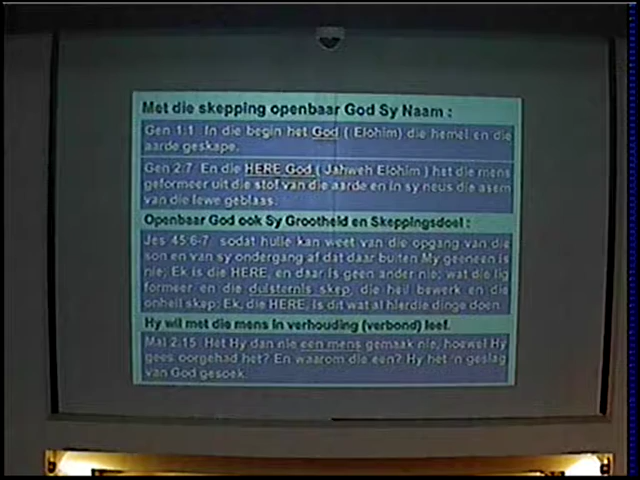 Met die skepping openbaar God Sy Naam :
Gen 1:1 In die begin het God ( Elohim) die hemel en die
aarde geskape.
Gen 2:7 En die HERE God ( Jahweh Elohim ) het die mens
geformeer uit die stof van die aarde en in sy neus die asem
van die lewe geblaas.
Openbaar God ook Sy Grootheid en Skeppingsdoel :
Jes 45:6-7 sodat hulle kan weet van die opgang van die
son en van sy ondergang af dat daar buiten My geeneen is
nie; Ek is die HERE, en daar is geen ander nie; wat die lig
formeer en die duisternis skep, die heil bewerk en die
onheil skep; Ek, die HERE, is dit wat al hierdie dinge doen.
Hy wil met die mens in verhouding (verbond) leef.
Mal 2:15 Het Hy dan nie een mens gemaak nie, hoewel Hy
gees oorgehad het? En waarom die een? Hy het 'n geslag
van God gesoek.